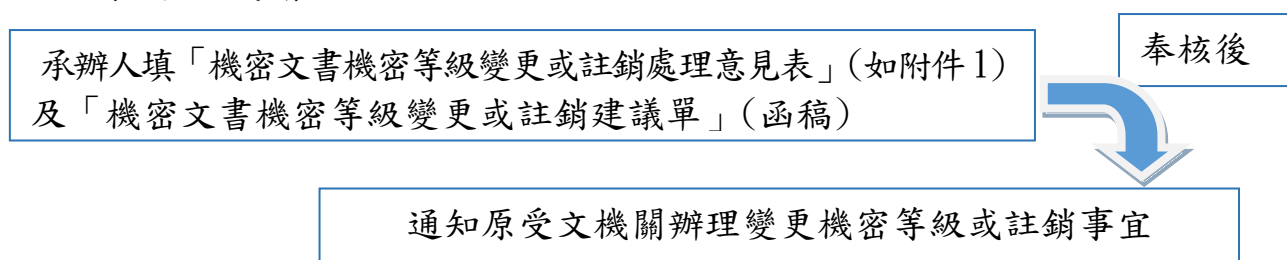 承辦人填「機密文書機密等級變更或註銷處理意見表」(如附件1)
及「機密文書機密等級變更或註銷建議單」(函稿)
奉核後
通知原受文機關辦理變更機密等級或註銷事宜